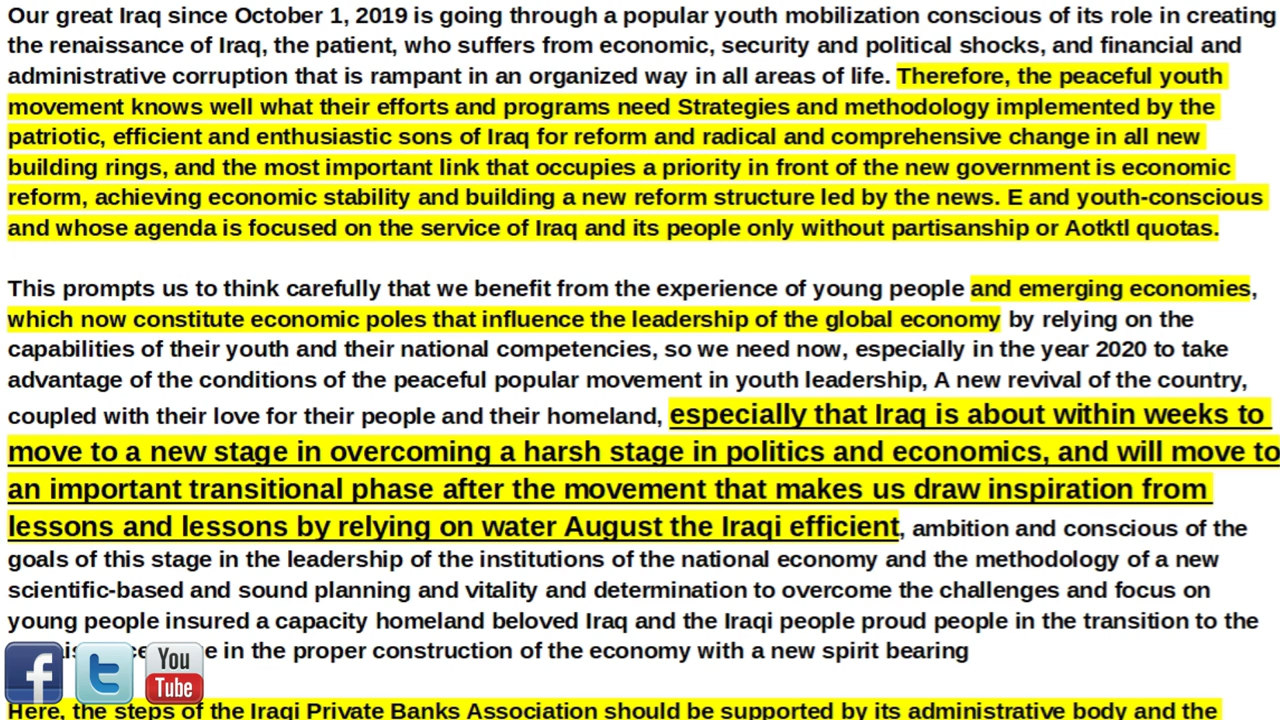 Our great Iraq since October 1, 2019 is going through a popular youth mobilization conscious of its role in creating
the renaissance of Iraq, the patient, who suffers from economic, security and political shocks, and financial and
administrative corruption that is rampant in an organized way in all areas of life. Therefore, the peaceful youth
movement knows well what their efforts and programs need Strategies and methodology implemented by the
patriotic, efficient and enthusiastic sons of Iraq for reform and radical and comprehensive change in all new
building rings, and the most important link that occupies a priority in front of the new government is economic
reform, achieving economic stability and building a new reform structure led by the news. E and youth-conscious
and whose agenda is focused on the service of Iraq and its people only without partisanship or Aotktl quotas.
This prompts us to think carefully that we benefit from the experience of young people and emerging economies,
which now constitute economic poles that influence the leadership of the global economy by relying on the
capabilities of their youth and their national competencies, so we need now, especially in the year 2020 to take
advantage of the conditions of the peaceful popular movement in youth leadership, A new revival of the country,
coupled with their love for their people and their homeland, especially that Iraq is about within weeks to
move to a new stage in overcoming a harsh stage in politics and economics, and will move to
an important transitional phase after the movement that makes us draw inspiration from
lessons and lessons by relying on water August the Iraqi efficient, ambition and conscious of the
goals of this stage in the leadership of the institutions of the national economy and the methodology of a new
scientific-based and sound planning and vitality and determination to overcome the challenges and focus on
young people insured a capacity homeland beloved Iraq and the Iraqi people proud people in the transition to the
in the proper construction of the economy with a new spirit bearing
You
Tube
Here, the steps of the Iraqi Private Banks Association should be supported by its administrative body and the